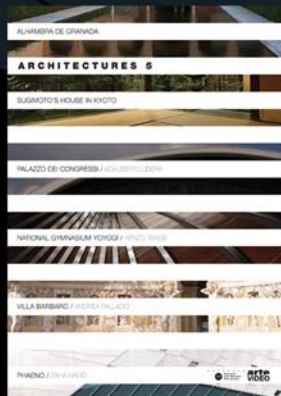 ALHAMBRA DE GRANADA
ARCHITECTURES 5
SUGIMOTO'S HOUSE IN KYOTO
PALAZZO DEI CONGRESSI / ADALBERTO LIBERA
NATIONAL GYMNASIUM YOYOGI / KENZO TANGE
VILLA BARBARO / ANDREA PALLADIO
PHAENO / ZAHA HADID
arte
VIDEO